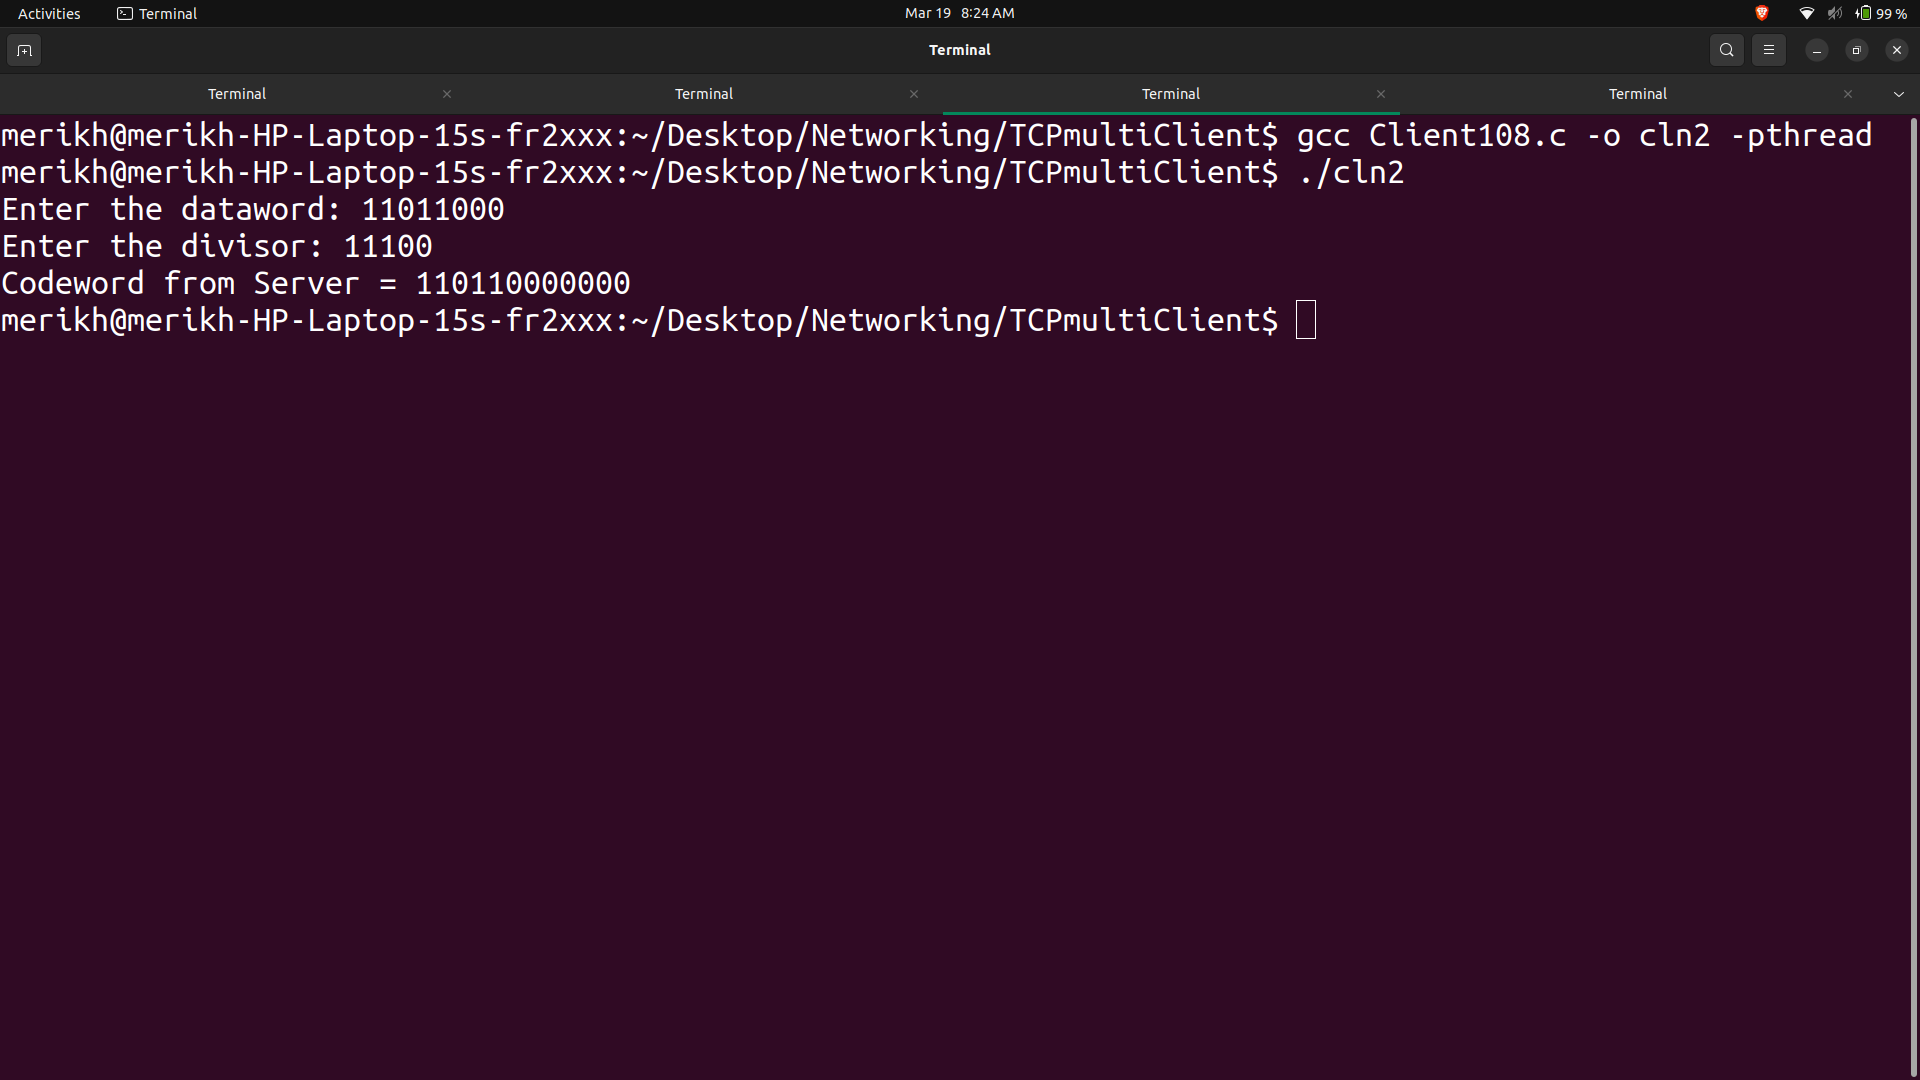 Activities Terminal Mar 19 8:24 AM 99 %
Terminal
Terminal Terminal Terminal Terminal
merikh@merikh-HP-Laptop-15s-fr2xxx:~/Desktop/Networking/TCPmultiClient$ gcc Client108.c -o cln2 -pthread
merikh@merikh-HP-Laptop-15s-fr2xxx:~/Desktop/Networking/TCPmultiClient$ ./cln2
Enter the dataword: 11011000
Enter the divisor: 11100
Codeword from Server = 110110000000
merikh@merikh-HP-Laptop-15s-fr2xxx:~/Desktop/Networking/TCPmultiClient$